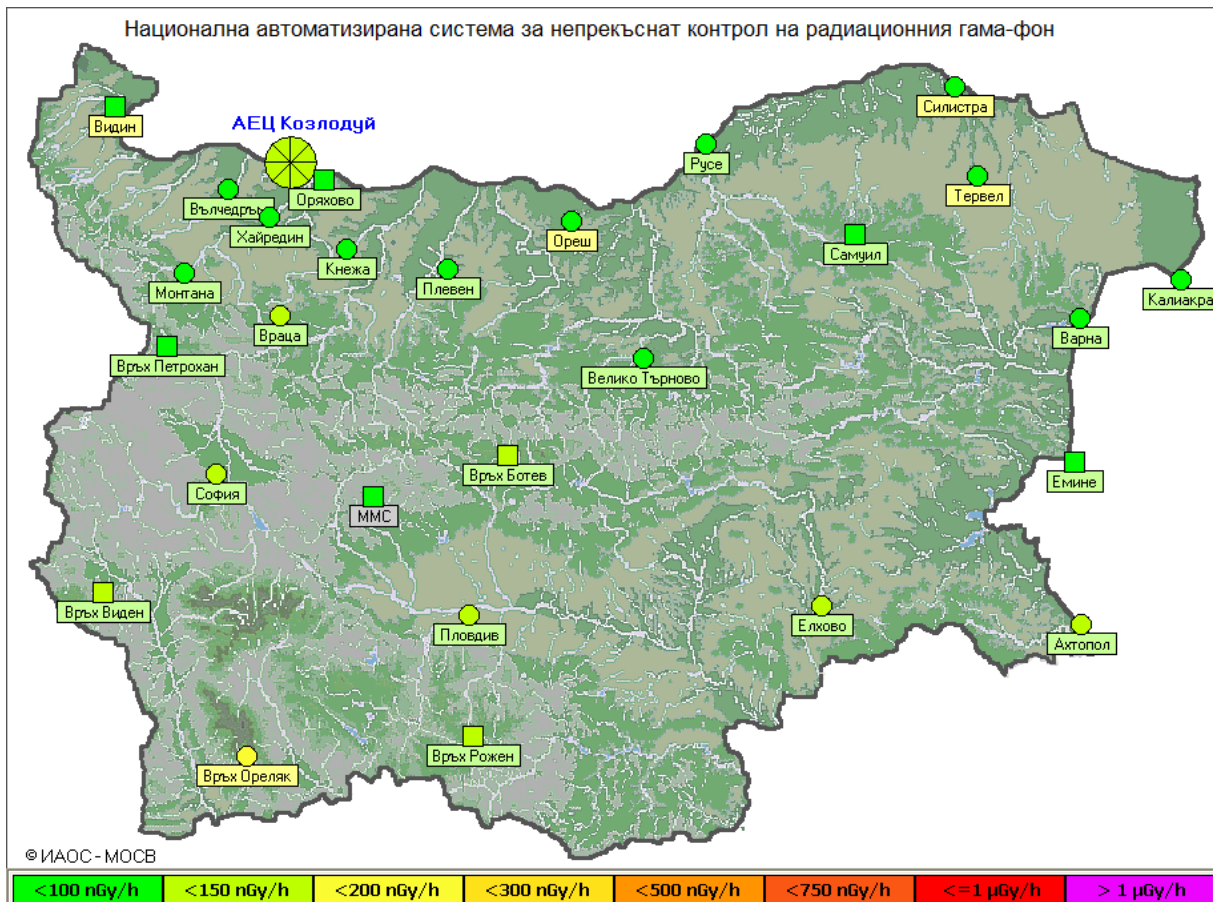 Национална автоматизирана система за непрекъснат контрол на радиационния гама-фон
Силистра
Видин
АЕЦ Козлодуй
Русе
Тервел
Оряхово
Вълчедръм
Хайредин
Ореш
Самуил
Кнежа
Плевен
Монтана
Калиакра
Враца
Варна
Връх Петрохан
Велико Търново
Връх Ботев
Емине
София
ММС
Връх Виден
Пловдив
Елхово
Ахтопол
Връх Рожен
Връх Ореляк
© ИАОС - МОСВ
<100 nGy/h <150 nGy/h <200 nGy/h <300 nGy/h <500 nGy/h <750 nGy/h <=1 µGy/h > 1 µGy/h